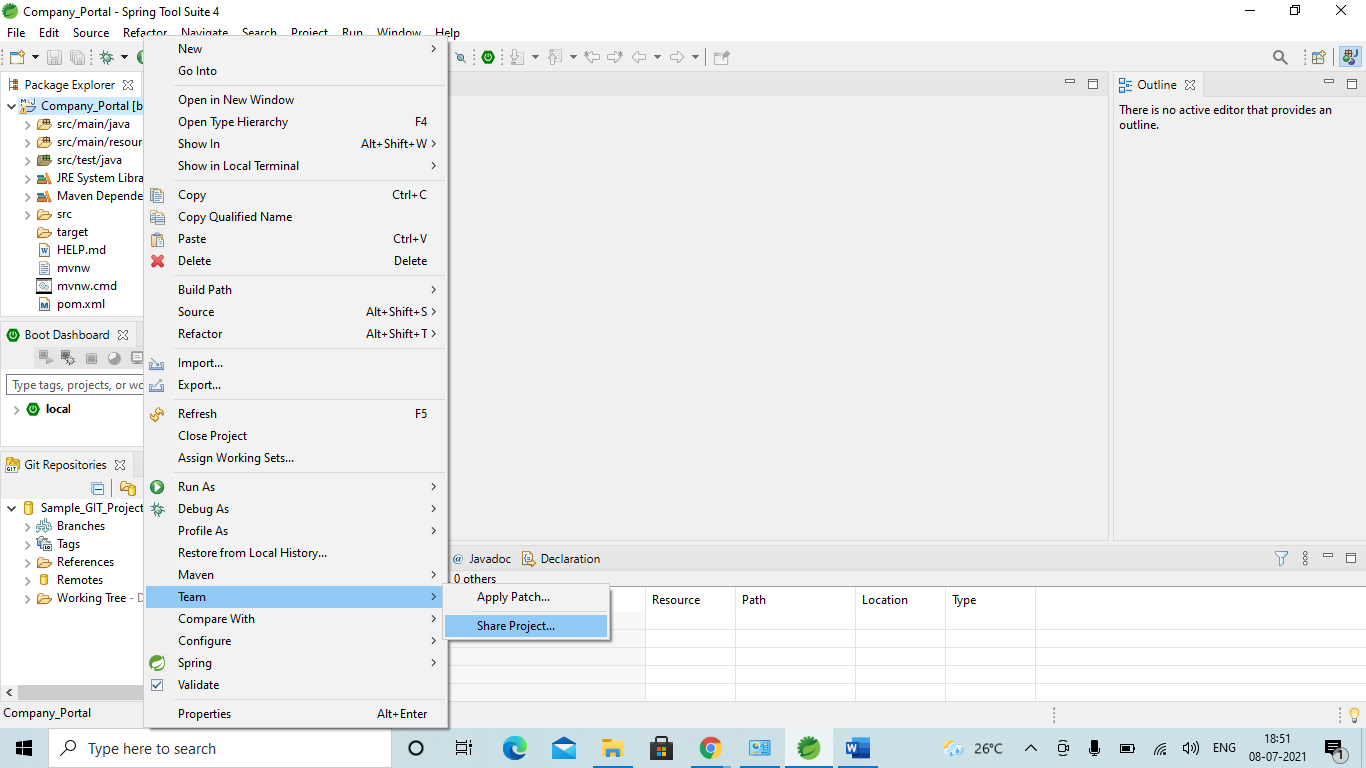 Company_Portal - Spring Tool Suite 4
File Edit Source Refactor Navigate Search Project Run Window Help
Package Explorer
Company_Portal [b
src/main/java
src/main/resour
src/test/java
JRE System Libra
Maven Depende
src
target
HELP.md
mvnw
mvnw.cmd
pom.xml
Boot Dashboard
Type tags, projects, or wo
local
Git Repositories
GIT
Sample_GIT_Project
Branches
Tags
References
Remotes
Working Tree - D
Company_Portal
New
Go Into
Open in New Window
Open Type Hierarchy F4
Show In Alt+Shift+W
Show in Local Terminal
Copy Ctrl+C
Copy Qualified Name
Paste Ctrl+V
Delete Delete
Build Path
Source Alt+Shift+S
Refactor Alt+Shift+T
Import...
Export...
Refresh F5
Close Project
Assign Working Sets...
Run As
Debug As
Profile As
Restore from Local History...
Maven
Team
Compare With
Configure
Spring
Validate
Properties Alt+Enter
Apply Patch...
Share Project...
Outline
There is no active editor that provides an
outline.
@ Javadoc Declaration
0 others
Resource Path Location Type
Type here to search
26°C
ENG
18:51
08-07-2021
1